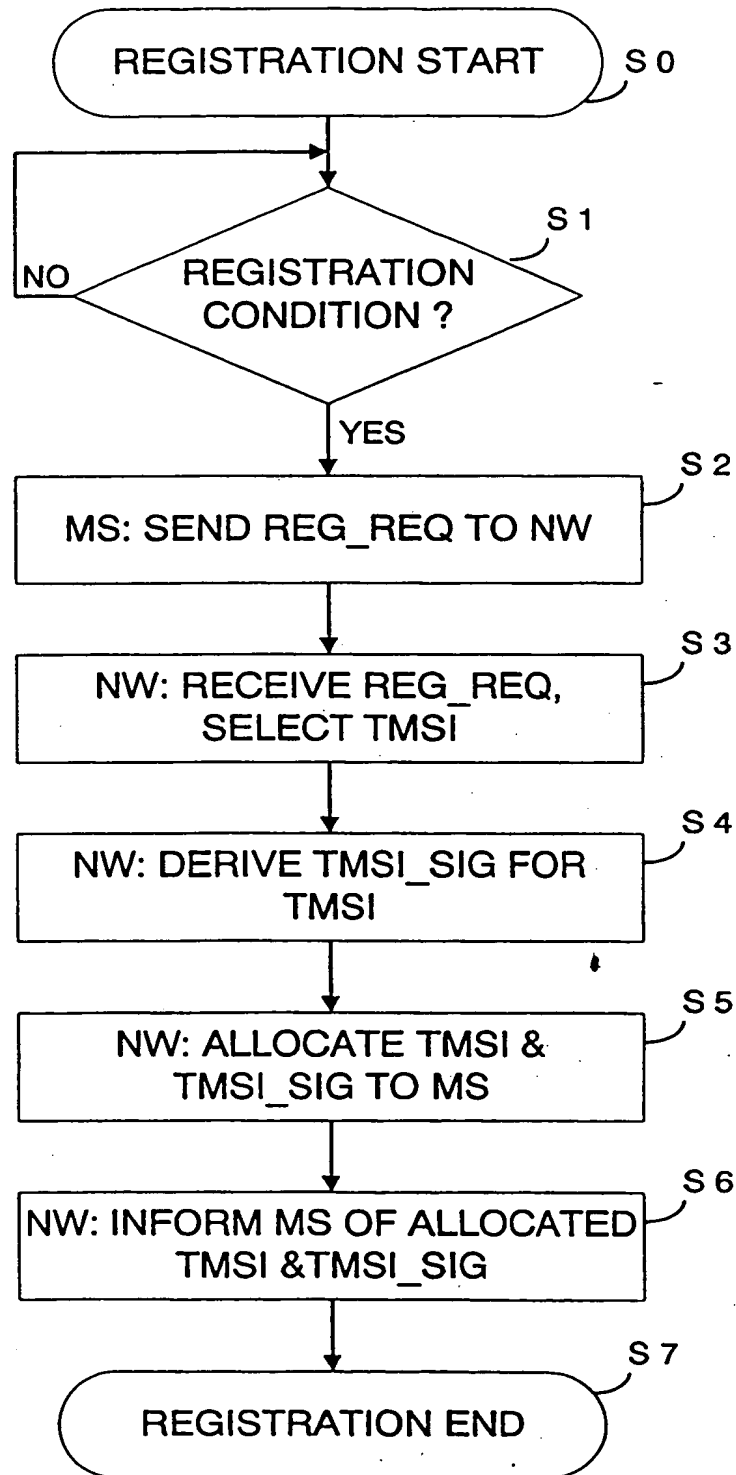 REGISTRATION START
S 0
S 1
REGISTRATION
CONDITION ?
NO
YES
S 2
MS: SEND REG_REQ TO NW
S 3
NW: RECEIVE REG_REQ,
SELECT TMSI
S 4
NW: DERIVE TMSI_SIG FOR
TMSI
S 5
NW: ALLOCATE TMSI &
TMSI_SIG TO MS
S 6
NW: INFORM MS OF ALLOCATED
TMSI &TMSI_SIG
S 7
REGISTRATION END